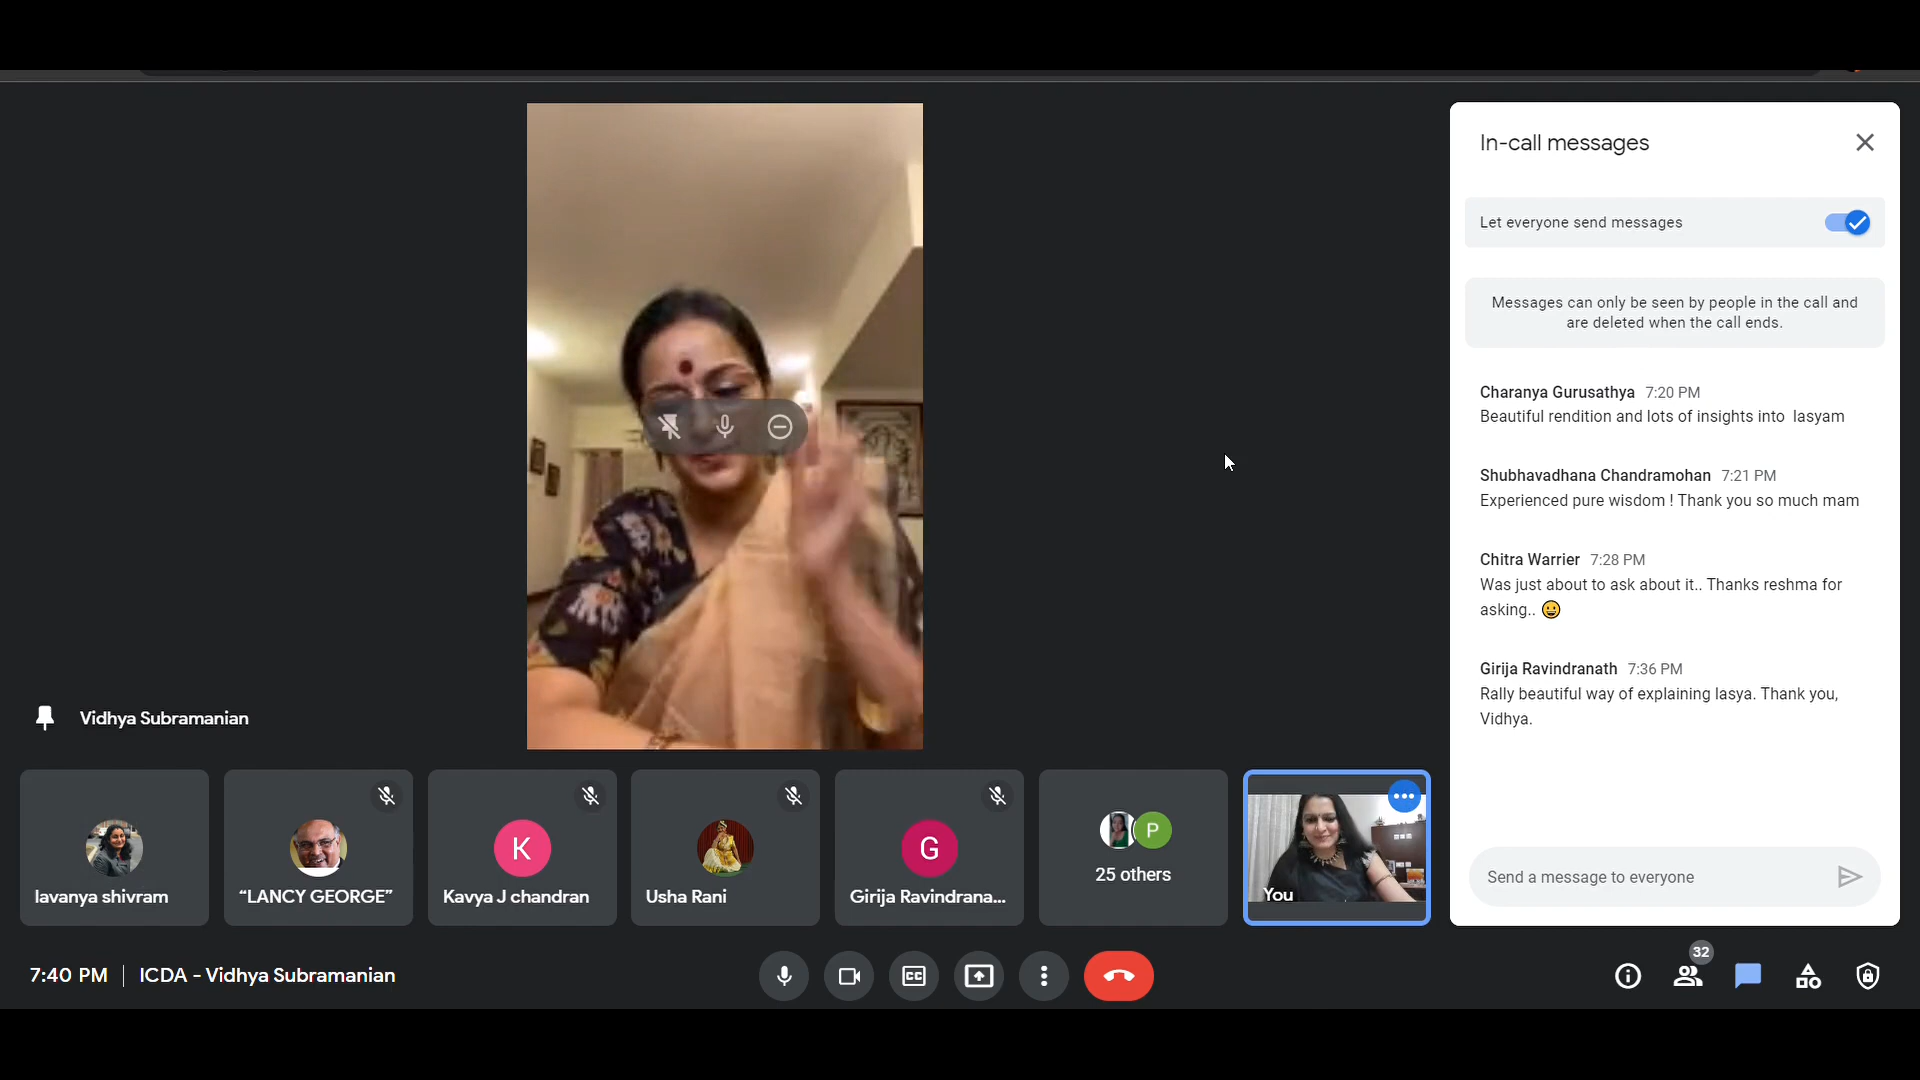 In-call messages
Let everyone send messages
Messages can only be seen by people in the call and
are deleted when the call ends.
Charanya Gurusathya 7:20 PM
Beautiful rendition and lots of insights into lasyam
Shubhavadhana Chandramohan 7:21 PM
Experienced pure wisdom ! Thank you so much mam
Chitra Warrier 7:28 PM
Was just about to ask about it.. Thanks reshma for
asking.. 😀
Girija Ravindranath 7:36 PM
Rally beautiful way of explaining lasya. Thank you,
Vidhya.
Send a message to everyone
Vidhya Subramanian
lavanya shivram
“LANCY GEORGE”
K
Kavya J chandran
Usha Rani
G
Girija Ravindrana...
P
25 others
You
7:40 PM | ICDA - Vidhya Subramanian
CC
32